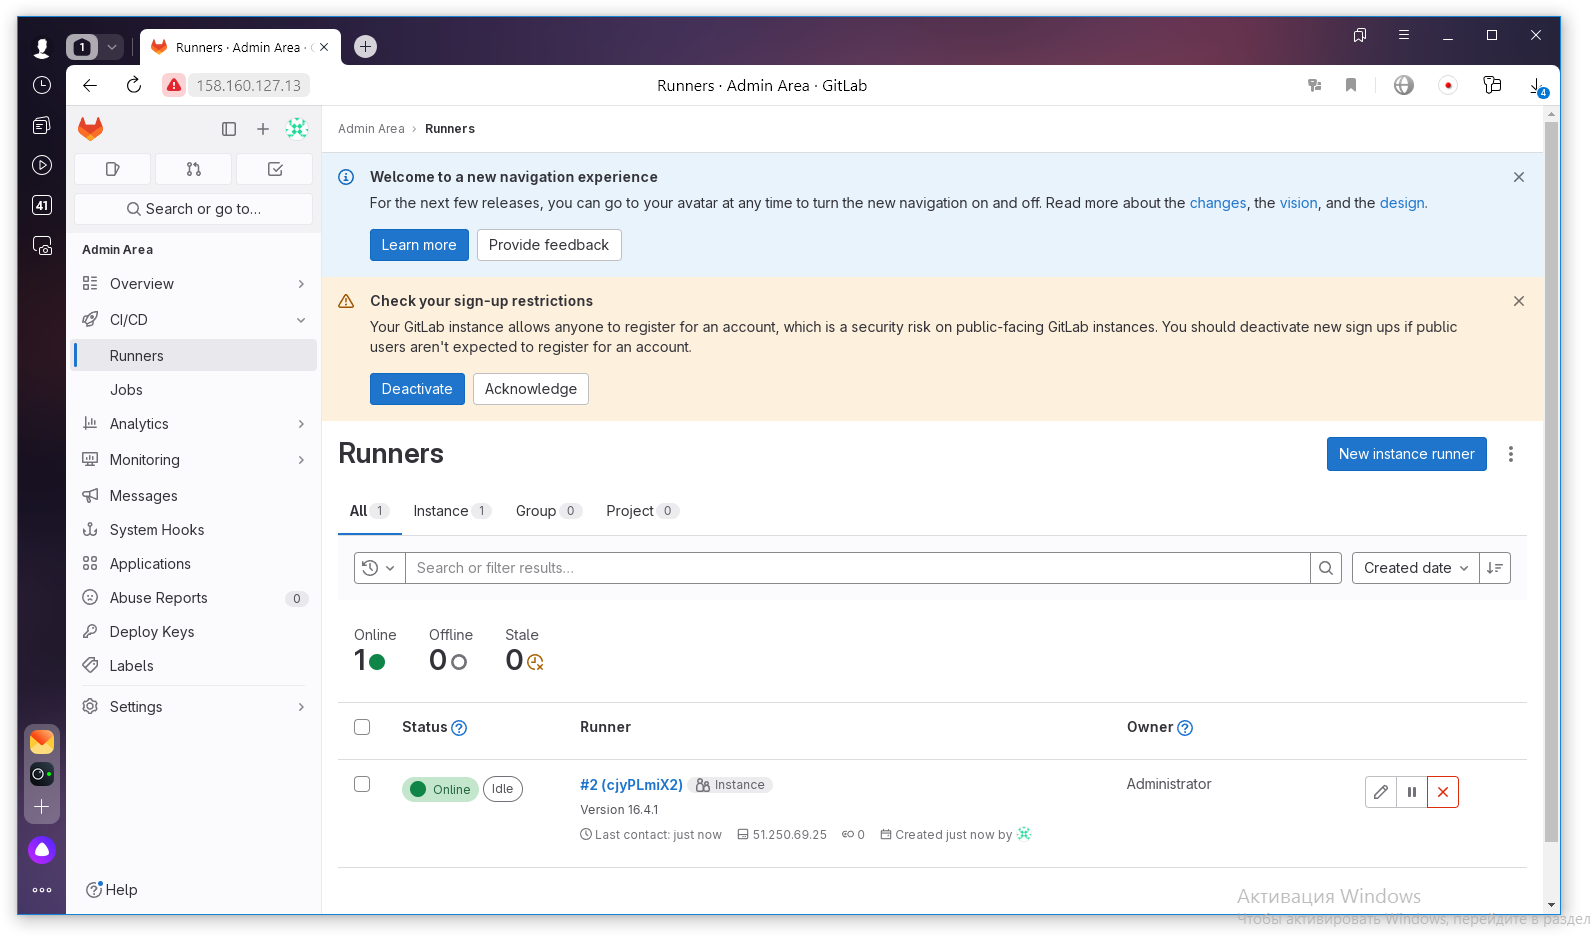 1
Runners · Admin Area ·
158.160.127.13
Runners · Admin Area · GitLab
4
41
Search or go to…
Admin Area
Overview
CI/CD
Runners
Jobs
Analytics
Monitoring
Messages
System Hooks
Applications
Abuse Reports 0
Deploy Keys
Labels
Settings
Help
Admin Area › Runners
Welcome to a new navigation experience
For the next few releases, you can go to your avatar at any time to turn the new navigation on and off. Read more about the changes, the vision, and the design.
Learn more Provide feedback
Check your sign-up restrictions
Your GitLab instance allows anyone to register for an account, which is a security risk on public-facing GitLab instances. You should deactivate new sign ups if public
users aren't expected to register for an account.
Deactivate Acknowledge
Runners
New instance runner
All 1 Instance 1 Group 0 Project 0
Search or filter results…
Created date
Online Offline Stale
1 0 0
Status Runner Owner
Online Idle #2 (cjyPLmiX2) Instance Administrator
Version 16.4.1
Last contact: just now 51.250.69.25 0 Created just now by
Активация Windows
Чтобы активировать Windows, перейдите в раздел